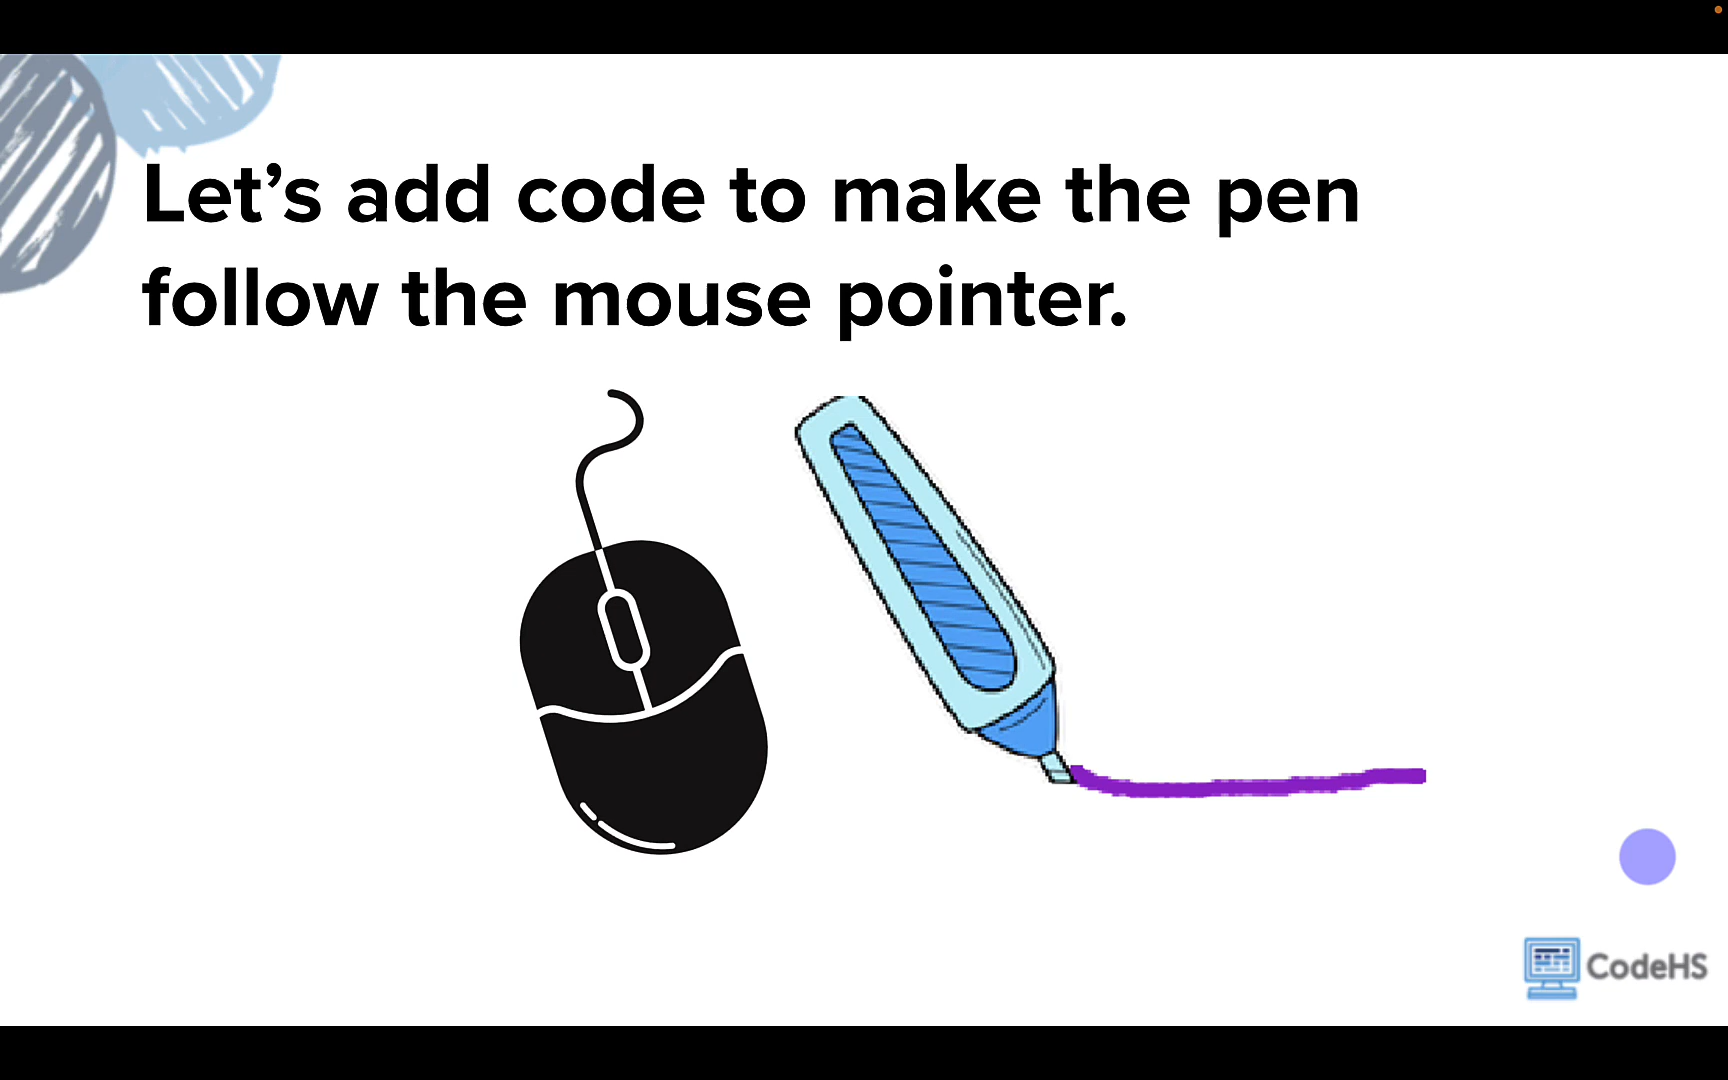 Let’s add code to make the pen
follow the mouse pointer.
CodeHS